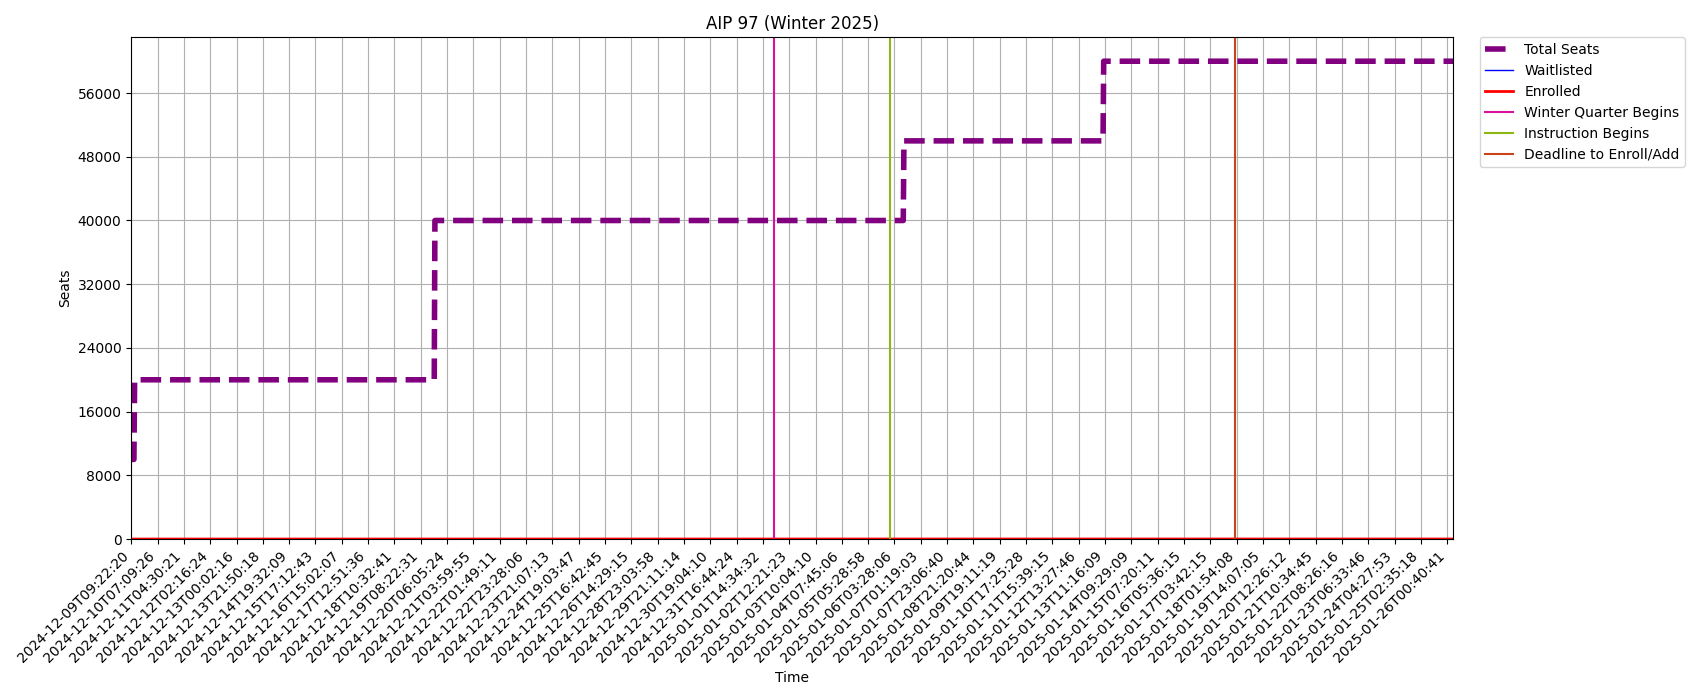 AIP 97 (Winter 2025)
Total Seats
Waitlisted
Enrolled
Winter Quarter Begins
Instruction Begins
Deadline to Enroll/Add
56000
48000
40000
32000
24000
16000
8000
0
Seats
2024-12-09T09:22:20
2024-12-10T07:09:26
2024-12-11T04:30:21
2024-12-12T02:16:24
2024-12-13T00:02:16
2024-12-13T21:50:18
2024-12-14T19:32:09
2024-12-15T17:12:43
2024-12-16T15:02:07
2024-12-17T12:51:36
2024-12-18T10:32:41
2024-12-19T08:22:31
2024-12-20T06:05:24
2024-12-21T03:59:55
2024-12-22T01:49:11
2024-12-22T23:28:06
2024-12-23T21:07:13
2024-12-24T19:03:47
2024-12-25T16:42:45
2024-12-26T14:29:15
2024-12-28T23:03:58
2024-12-29T21:11:14
2024-12-30T19:04:10
2024-12-31T16:44:24
2025-01-01T14:34:32
2025-01-02T12:21:23
2025-01-03T10:04:10
2025-01-04T07:45:06
2025-01-05T05:28:58
2025-01-06T03:28:06
2025-01-07T01:19:03
2025-01-07T23:06:40
2025-01-08T21:20:44
2025-01-09T19:11:19
2025-01-10T17:25:28
2025-01-11T15:39:15
2025-01-12T13:27:46
2025-01-13T11:16:09
2025-01-14T09:29:09
2025-01-15T07:20:11
2025-01-16T05:36:15
2025-01-17T03:42:15
2025-01-18T01:54:08
2025-01-19T14:07:05
2025-01-20T12:26:12
2025-01-21T10:34:45
2025-01-22T08:26:16
2025-01-23T06:33:46
2025-01-24T04:27:53
2025-01-25T02:35:18
2025-01-26T00:40:41
Time